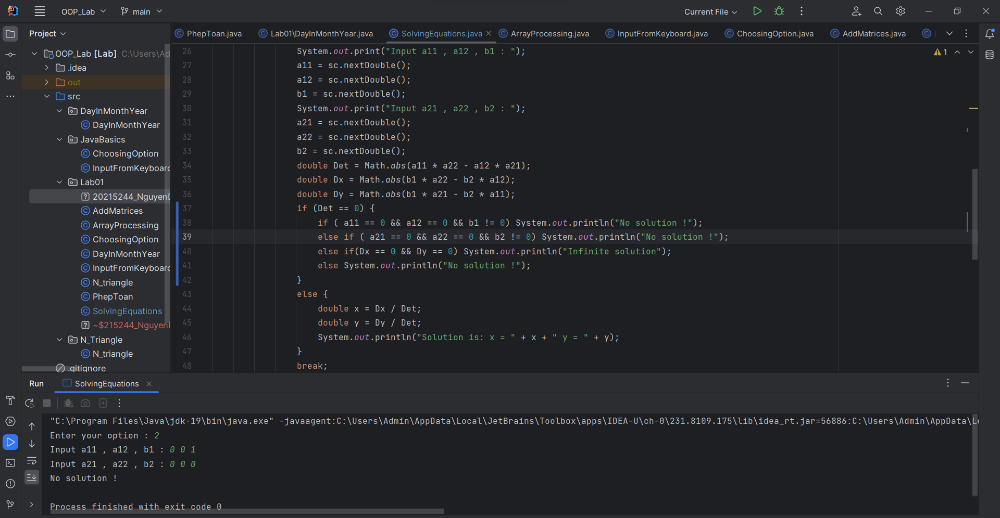 OOP_Lab
main
Current File
Project
PhepToan.java
Lab01\DayInMonthYear.java
SolvingEquations.java
ArrayProcessing.java
InputFromKeyboard.java
ChoosingOption.java
AddMatrices.java
OOP_Lab [Lab] C:\Users\Ad
.idea
out
src
DayInMonthYear
DayInMonthYear
JavaBasics
ChoosingOption
InputFromKeyboard
Lab01
20215244_Nguyen
AddMatrices
ArrayProcessing
ChoosingOption
DayInMonthYear
InputFromKeyboard
N_triangle
PhepToan
SolvingEquations
~$215244_Nguyen
N_Triangle
N_triangle
.gitignore
1
26 System.out.print("Input a11 , a12 , b1 : ");
27 a11 = sc.nextDouble();
28 a12 = sc.nextDouble();
29 b1 = sc.nextDouble();
30 System.out.print("Input a21 , a22 , b2 : ");
31 a21 = sc.nextDouble();
32 a22 = sc.nextDouble();
33 b2 = sc.nextDouble();
34 double Det = Math.abs(a11 * a22 - a12 * a21);
35 double Dx = Math.abs(b1 * a22 - b2 * a12);
36 double Dy = Math.abs(b1 * a21 - b2 * a11);
37 if (Det == 0) {
38 if ( a11 == 0 && a12 == 0 && b1 != 0) System.out.println("No solution !");
39 else if ( a21 == 0 && a22 == 0 && b2 != 0) System.out.println("No solution !");
40 else if(Dx == 0 && Dy == 0) System.out.println("Infinite solution");
41 else System.out.println("No solution !");
42 }
43 else {
44 double x = Dx / Det;
45 double y = Dy / Det;
46 System.out.println("Solution is: x = " + x + " y = " + y);
47 }
48 break;
Run
SolvingEquations
"C:\Program Files\Java\jdk-19\bin\java.exe" -javaagent:C:\Users\Admin\AppData\Local\JetBrains\Toolbox\apps\IDEA-U\ch-0\231.8109.175\lib\idea_rt.jar=56886:C:\Users\Admin\AppData\Lo
Enter your option : 2
Input a11 , a12 , b1 : 0 0 1
Input a21 , a22 , b2 : 0 0 0
No solution !
Process finished with exit code 0